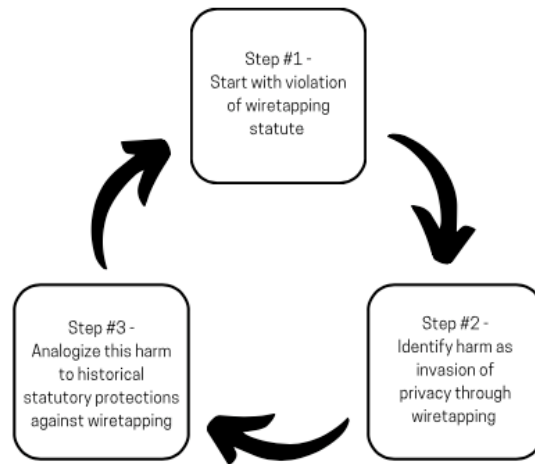 Step #1 -
Start with violation
of wiretapping
statute
Step #2 -
Identify harm as
invasion of
privacy through
wiretapping
Step #3 -
Analogize this harm
to historical
statutory protections
against wiretapping